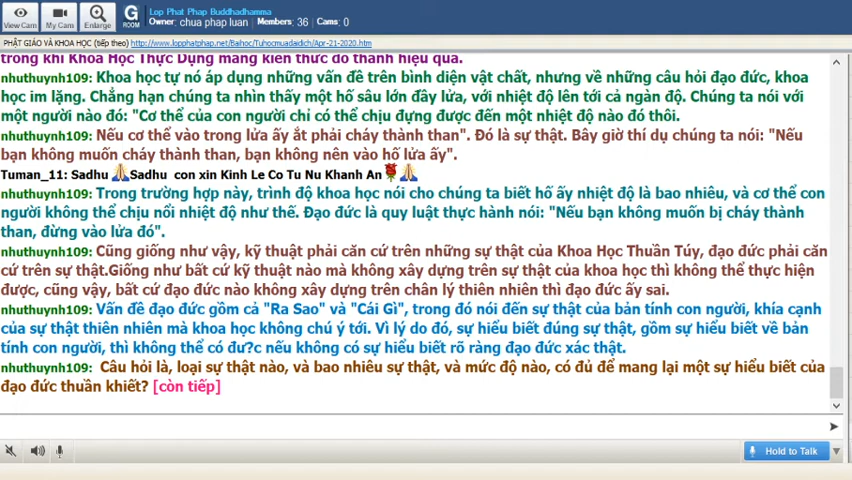 View Cam
My Cam
Enlarge
G
ROOM
Lop Phat Phap Buddhadhamma
Owner: chua phap luan Members: 36 Cams: 0
PHẬT GIÁO VÀ KHOA HỌC (tiếp theo) http://www.lopphatphap.net/Baihoc/Tuhocmuadaidich/Apr-21-2020.htm
trong khi Khoa Học Thực Dụng mang kiến thức đó thành hiệu quả.
nhuthuynh109: Khoa học tự nó áp dụng những vấn đề trên bình diện vật chất, nhưng về những câu hỏi đạo đức, khoa
học im lặng. Chẳng hạn chúng ta nhìn thấy một hố sâu lớn đầy lửa, với nhiệt độ lên tới cả ngàn độ. Chúng ta nói với
một người nào đó: "Cơ thể của con người chỉ có thể chịu đựng được đến một nhiệt độ nào đó thôi.
nhuthuynh109: Nếu cơ thể vào trong lửa ấy ắt phải cháy thành than". Đó là sự thật. Bây giờ thí dụ chúng ta nói: "Nếu
bạn không muốn cháy thành than, bạn không nên vào hố lửa ấy".
Tuman_11: Sadhu 🙏Sadhu con xin Kinh Le Co Tu Nu Khanh An 🌹🙏
nhuthuynh109: Trong trường hợp này, trình độ khoa học nói cho chúng ta biết hố ấy nhiệt độ là bao nhiêu, và cơ thể con
người không thể chịu nổi nhiệt độ như thế. Đạo đức là quy luật thực hành nói: "Nếu bạn không muốn bị cháy thành
than, đừng vào lửa đó".
nhuthuynh109: Cũng giống như vậy, kỹ thuật phải căn cứ trên những sự thật của Khoa Học Thuần Túy, đạo đức phải căn
cứ trên sự thật.Giống như bất cứ kỹ thuật nào mà không xây dựng trên sự thật của khoa học thì không thể thực hiện
được, cũng vậy, bất cứ đạo đức nào không xây dựng trên chân lý thiên nhiên thì đạo đức ấy sai.
nhuthuynh109: Vấn đề đạo đức gồm cả "Ra Sao" và "Cái Gì", trong đó nói đến sự thật của bản tính con người, khía cạnh
của sự thật thiên nhiên mà khoa học không chú ý tới. Vì lý do đó, sự hiểu biết đúng sự thật, gồm sự hiểu biết về bản
tính con người, thì không thể có đư?c nếu không có sự hiểu biết rõ ràng đạo đức xác thật.
nhuthuynh109: Câu hỏi là, loại sự thật nào, và bao nhiêu sự thật, và mức độ nào, có đủ để mang lại một sự hiểu biết của
đạo đức thuần khiết? [còn tiếp]
Hold to Talk